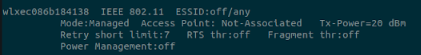 wlxec086b184138  IEEE 802.11  ESSID:off/any
Mode:Managed  Access Point: Not-Associated   Tx-Power=20 dBm
Retry short limit:7   RTS thr:off   Fragment thr:off
Power Management:off